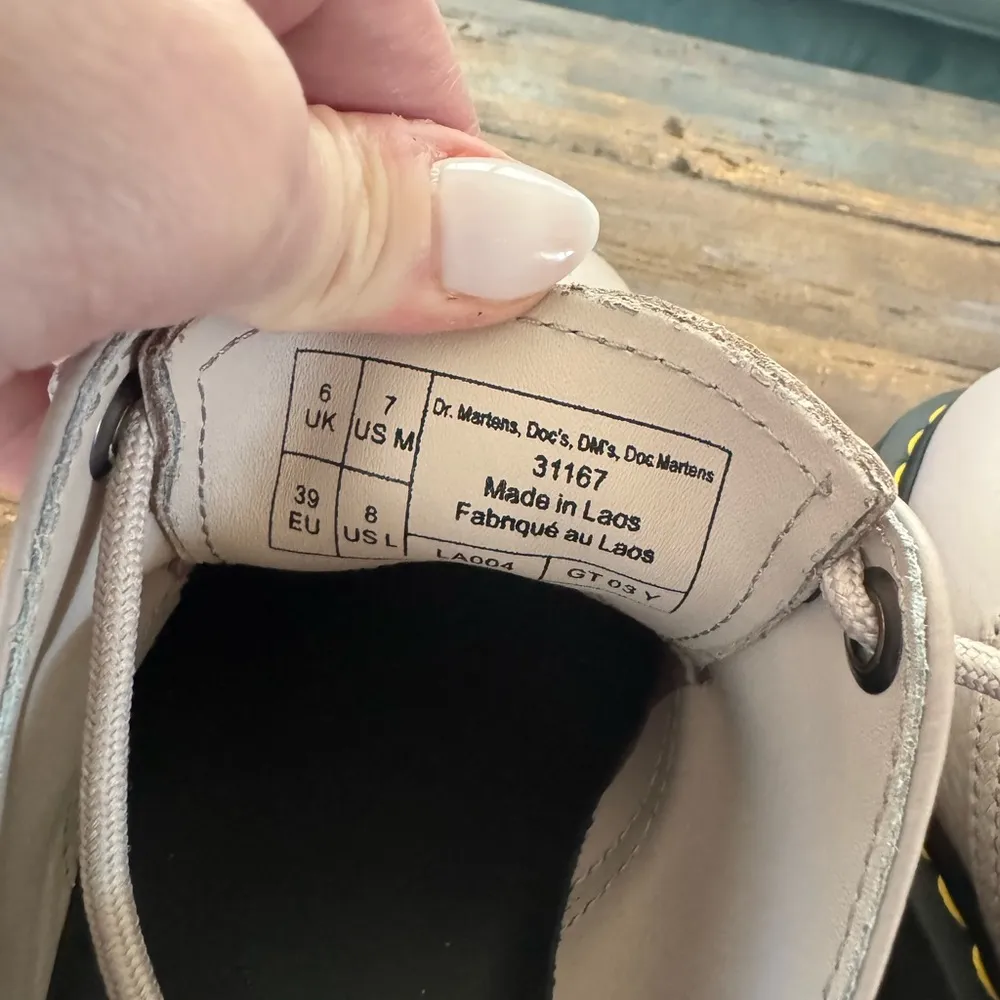 6
UK
7
US M
39
EU
8
US L
Dr. Martens, Doc's, DM's, Doc Martens
31167
Made in Laos
Fabriqué au Laos
LA004
GT 03 Y